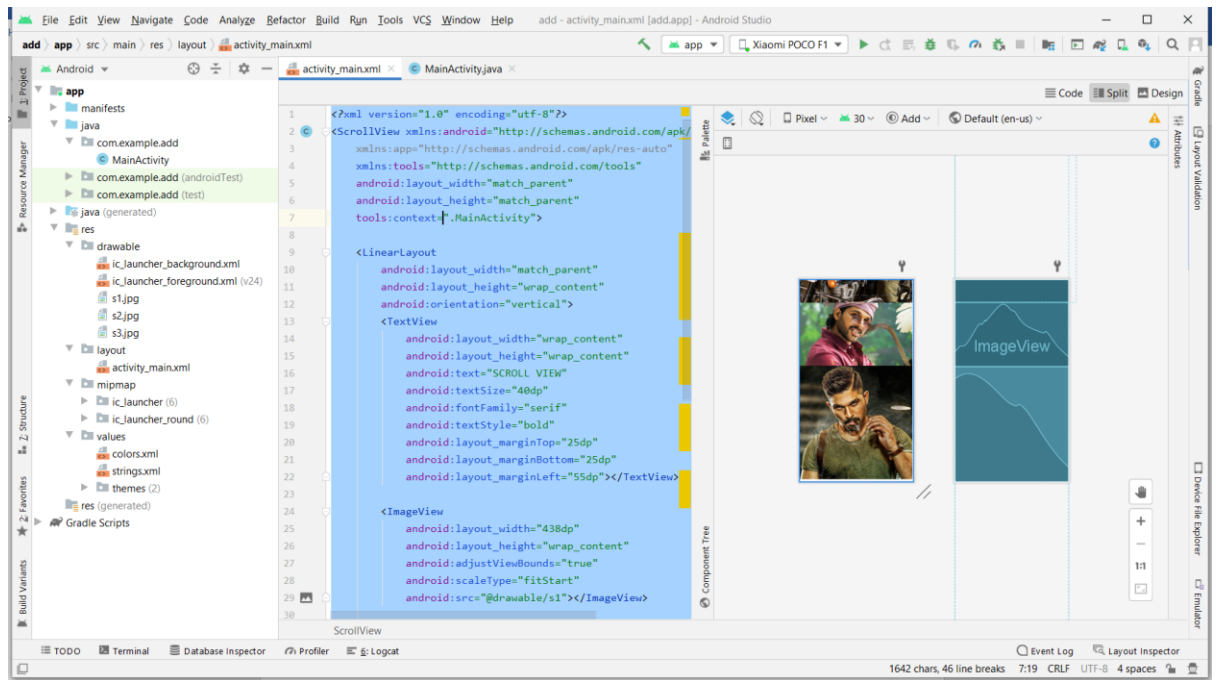 File Edit View Navigate Code Analyze Refactor Build Run Tools VCS Window Help add - activity_main.xml [add.app] - Android Studio
add app src main res layout activity_main.xml app Xiaomi POCO F1
Android activity_main.xml MainActivity.java
Code Split Design
app
manifests
java
com.example.add
MainActivity
com.example.add (androidTest)
com.example.add (test)
java (generated)
res
drawable
ic_launcher_background.xml
ic_launcher_foreground.xml (v24)
s1.jpg
s2.jpg
s3.jpg
layout
activity_main.xml
mipmap
ic_launcher (6)
ic_launcher_round (6)
values
colors.xml
strings.xml
themes (2)
res (generated)
Gradle Scripts
1: Project
Resource Manager
Z: Structure
2: Favorites
Build Variants
1 <?xml version="1.0" encoding="utf-8"?>
2 <ScrollView xmlns:android="http://schemas.android.com/apk/
3 xmlns:app="http://schemas.android.com/apk/res-auto"
4 xmlns:tools="http://schemas.android.com/tools"
5 android:layout_width="match_parent"
6 android:layout_height="match_parent"
7 tools:context=".MainActivity">
8
9 <LinearLayout
10 android:layout_width="match_parent"
11 android:layout_height="wrap_content"
12 android:orientation="vertical">
13 <TextView
14 android:layout_width="wrap_content"
15 android:layout_height="wrap_content"
16 android:text="SCROLL VIEW"
17 android:textSize="40dp"
18 android:fontFamily="serif"
19 android:textStyle="bold"
20 android:layout_marginTop="25dp"
21 android:layout_marginBottom="25dp"
22 android:layout_marginLeft="55dp"></TextView>
23
24 <ImageView
25 android:layout_width="438dp"
26 android:layout_height="wrap_content"
27 android:adjustViewBounds="true"
28 android:scaleType="fitStart"
29 android:src="@drawable/s1"></ImageView>
30
ScrollView
Palette
Component Tree
Pixel 30 Add Default (en-us)
ImageView
1:1
Gradle
Attributes
Layout Validation
Device File Explorer
Emulator
TODO Terminal Database Inspector Profiler 6: Logcat Event Log Layout Inspector
1642 chars, 46 line breaks 7:19 CRLF UTF-8 4 spaces